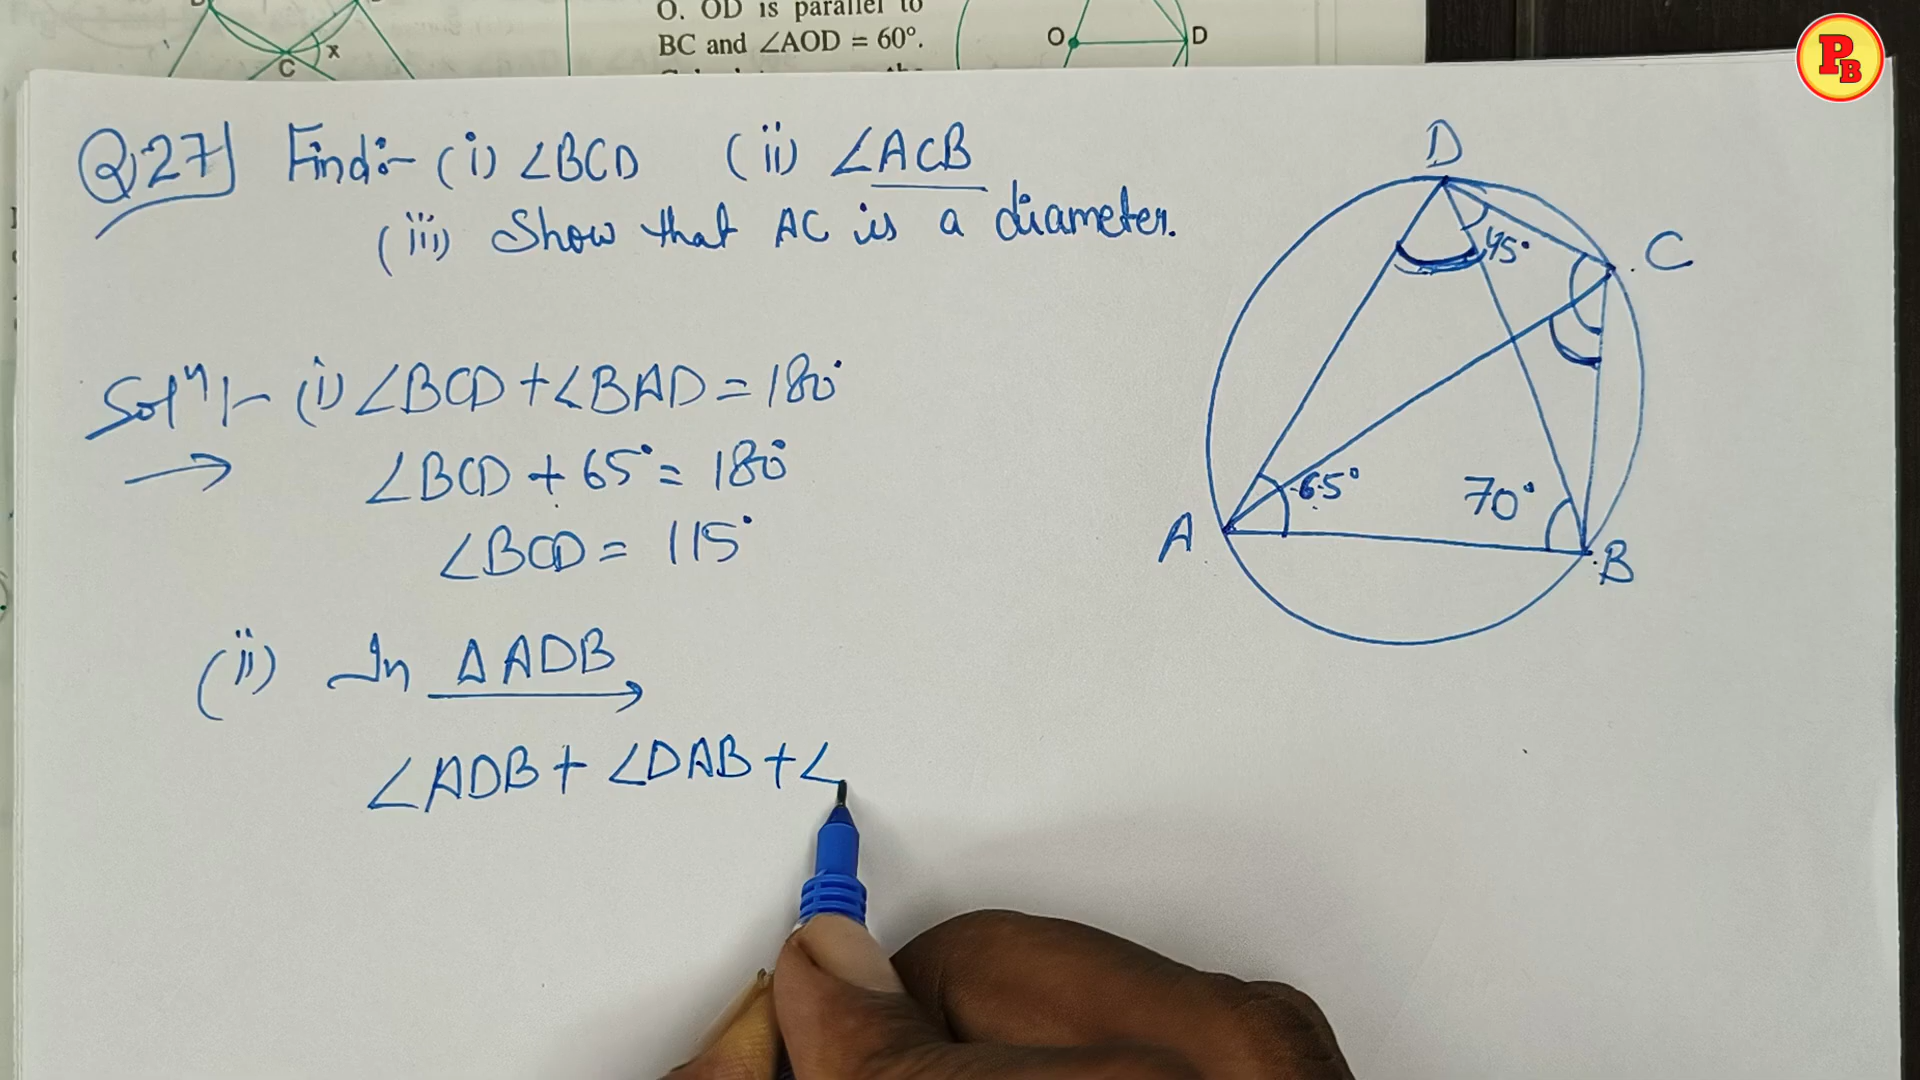 O. OD is parallel to
BC and ∠AOD = 60°.
C
x
O
D
PB
Q27] Find:- (i) ∠BCD (ii) ∠ACB
(iii) Show that AC is a diameter.
Solⁿ:- (i) ∠BCD + ∠BAD = 180°
→ ∠BCD + 65° = 180°
∠BCD = 115°
(ii) In ΔADB
∠ADB + ∠DAB + ∠
D
45°
C
65°
70°
A
B